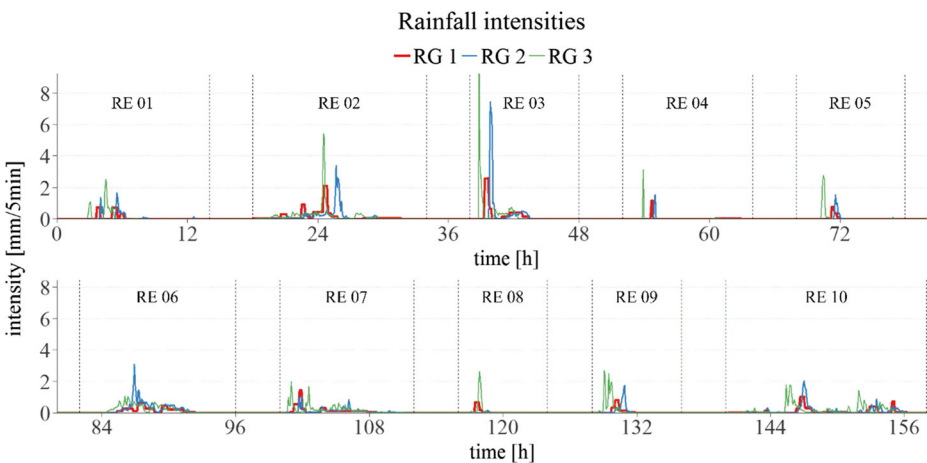 Rainfall intensities
RG 1 RG 2 RG 3
intensity [mm/5min]
8
6
4
2
0
RE 01 RE 02 RE 03 RE 04 RE 05
0 12 24 36 48 60 72
time [h]
8
6
4
2
0
RE 06 RE 07 RE 08 RE 09 RE 10
84 96 108 120 132 144 156
time [h]